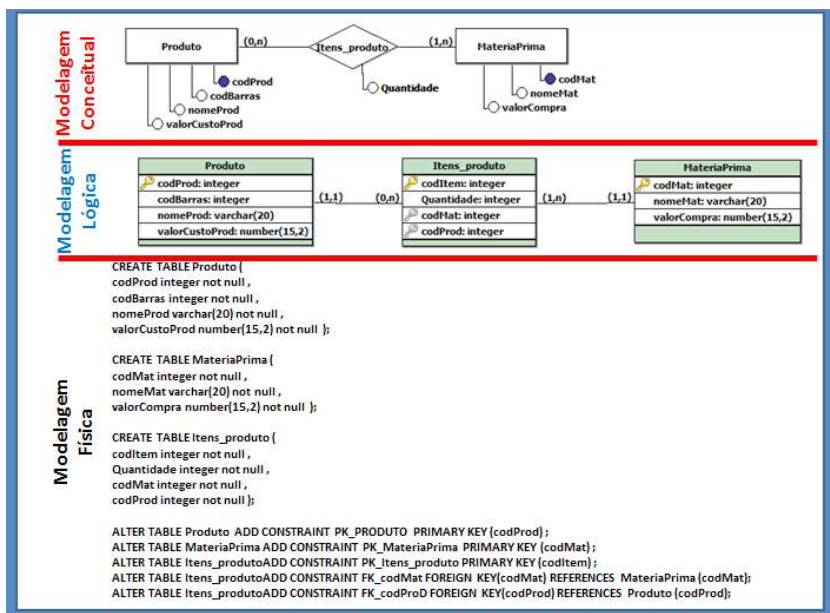 Modelagem
Conceitual
Produto
(0,n)
Itens_produto
(1,n)
MateriaPrima
codProd
codBarras
nomeProd
valorCustoProd
Quantidade
codMat
nomeMat
valorCompra
Modelagem
Lógica
Produto
codProd: integer
codBarras: integer
nomeProd: varchar(20)
valorCustoProd: number(15,2)
(1,1)
(0,n)
Itens_produto
codItem: integer
Quantidade: integer
codMat: integer
codProd: integer
(1,n)
(1,1)
MateriaPrima
codMat: integer
nomeMat: varchar(20)
valorCompra: number(15,2)
Modelagem
Física
CREATE TABLE Produto (
codProd integer not null ,
codBarras integer not null ,
nomeProd varchar(20) not null ,
valorCustoProd number(15,2) not null );
CREATE TABLE MateriaPrima (
codMat integer not null ,
nomeMat varchar(20) not null ,
valorCompra number(15,2) not null );
CREATE TABLE Itens_produto (
codItem integer not null ,
Quantidade integer not null ,
codMat integer not null ,
codProd integer not null );
ALTER TABLE Produto ADD CONSTRAINT PK_PRODUTO PRIMARY KEY (codProd) ;
ALTER TABLE MateriaPrima ADD CONSTRAINT PK_MateriaPrima PRIMARY KEY (codMat) ;
ALTER TABLE Itens_produto ADD CONSTRAINT PK_Itens_produto PRIMARY KEY (codItem) ;
ALTER TABLE Itens_produtoADD CONSTRAINT FK_codMat FOREIGN KEY(codMat) REFERENCES MateriaPrima (codMat);
ALTER TABLE Itens_produtoADD CONSTRAINT FK_codProD FOREIGN KEY(codProd) REFERENCES Produto (codProd);